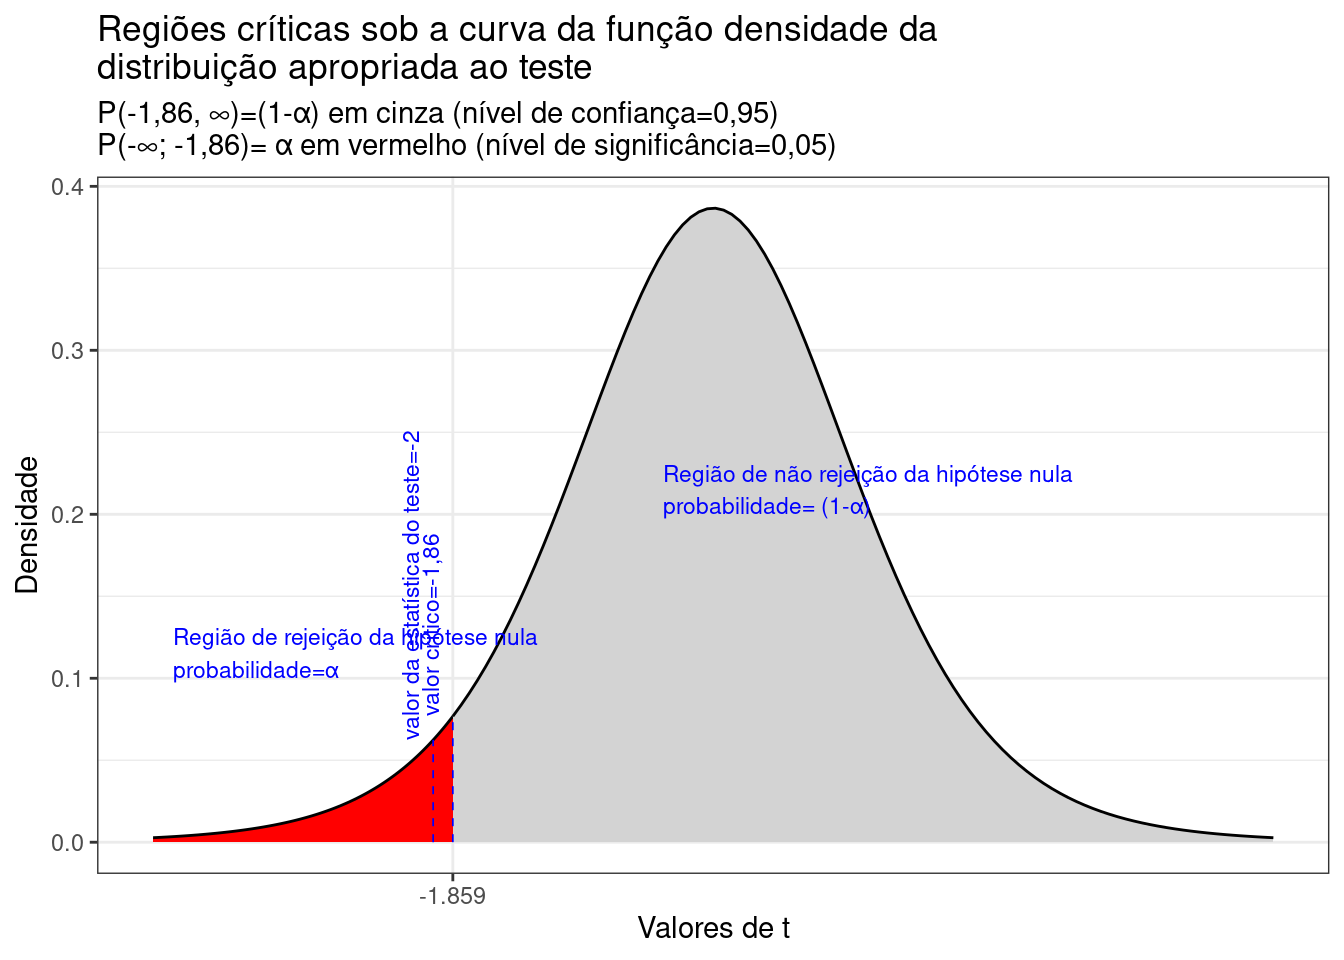 Regiões críticas sob a curva da função densidade da
distribuição apropriada ao teste
P(-1,86, ∞)=(1-α) em cinza (nível de confiança=0,95)
P(-∞; -1,86)= α em vermelho (nível de significância=0,05)
0.4
0.3
0.2
0.1
0.0
Densidade
valor da estatística do teste=-2
valor crítico=-1,86
Região de não rejeição da hipótese nula
probabilidade= (1-α)
Região de rejeição da hipótese nula
probabilidade=α
-1.859
Valores de t